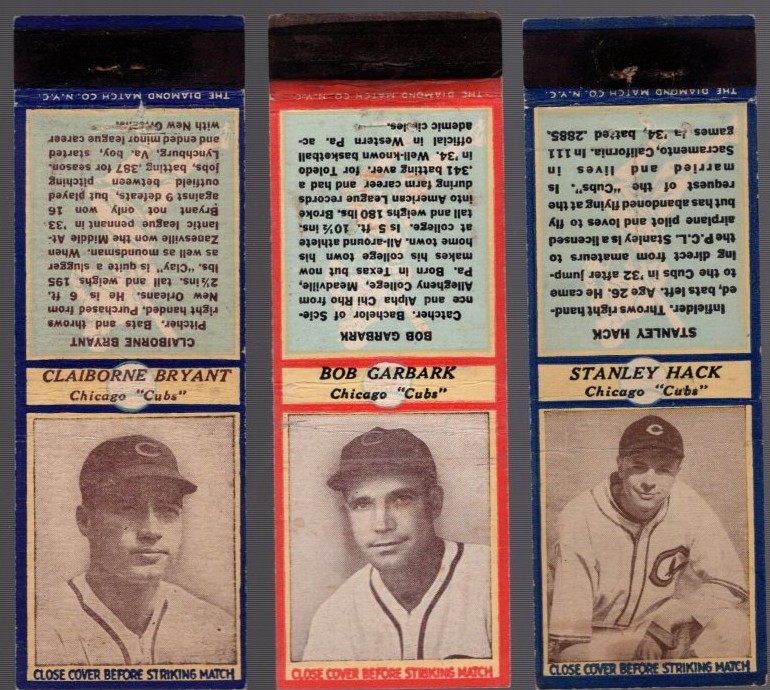 THE DIAMOND MATCH CO. N.Y.C.
CLAIBORNE BRYANT
Pitcher. Bats and throws
right handed. Purchased from
New Orleans. He is 6 ft.
2½ ins. tall and weighs 195
lbs. "Clay" is quite a slugger
as well as moundsman. When
Zanesville won the Middle At-
lantic league pennant in '33.
Bryant not only won 16
against 9 defeats, but played
outfield between pitching
jobs, batting .387 for season.
Lynchburg, Va. boy, started
and ended minor league career
with New Orleans.
CLAIBORNE BRYANT
Chicago "Cubs"
CLOSE COVER BEFORE STRIKING MATCH
THE DIAMOND MATCH CO. N.Y.C.
BOB GARBARK
Catcher. Bachelor of Scie-
nce and Alpha Chi Rho from
Allegheny College, Meadville,
Pa. Born in Texas but now
makes his college town his
home town. All-around athlete
at college. Is 5 ft. 10½ ins.
tall and weighs 180 lbs. Broke
into American League records
during farm career and had a
.341 batting aver. for Toledo
in '34. Well-known basketball
official in Western Pa. ac-
ademic circles.
BOB GARBARK
Chicago "Cubs"
CLOSE COVER BEFORE STRIKING MATCH
THE DIAMOND MATCH CO. N.Y.C.
STANLEY HACK
Infielder. Throws right hand-
ed, bats left. Age 26. He came
to the Cubs in '32 after jump-
ing direct from amateurs to
the P.C.L. Stanley is a licensed
airplane pilot and loves to fly
but has abandoned flying at the
request of the "Cubs". Is
married and lives in
Sacramento, California. In 111
games in '34, batted .2885.
STANLEY HACK
Chicago "Cubs"
CLOSE COVER BEFORE STRIKING MATCH